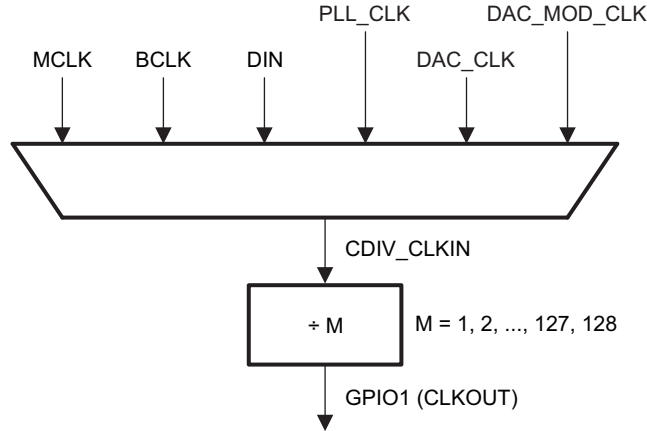 PLL_CLK DAC_MOD_CLK
MCLK BCLK DIN DAC_CLK
CDIV_CLKIN
÷ M M = 1, 2, ..., 127, 128
GPIO1 (CLKOUT)